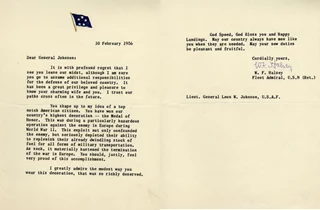 10 February 1956
Dear General Johnson:
It is with profound regret that I
see you leave our midst, although I am sure
you go to assume additional responsibilities
for the defenses of our beloved country. It
has been a great privilege and pleasure to
know your charming wife and you. I trust our
paths cross often in the future.
You shape up in my idea of a top
notch American citizen. You have won our
country's highest decoration -- the Medal of
Honor. This was during a particularly hazardous
operation against the enemy in Europe during
World War II. This exploit not only confounded
the enemy, but seriously depleted their ability
to replenish their already dwindling stock of
fuel for all forms of military transportation.
As such, it materially hastened the termination
of the war in Europe. You should, justly, feel
very proud of this accomplishment.
I greatly admire the modest way you
wear this decoration, that was so richly deserved.
God Speed, God Bless you and Happy
Landings. May our country always have men like
you when they are needed. May your new duties
be pleasant and fruitful.
Cordially yours,
W. F. Halsey
W. F. Halsey
Fleet Admiral, U.S.N (Ret.)
Lieut. General Leon W. Johnson, U.S.A.F.